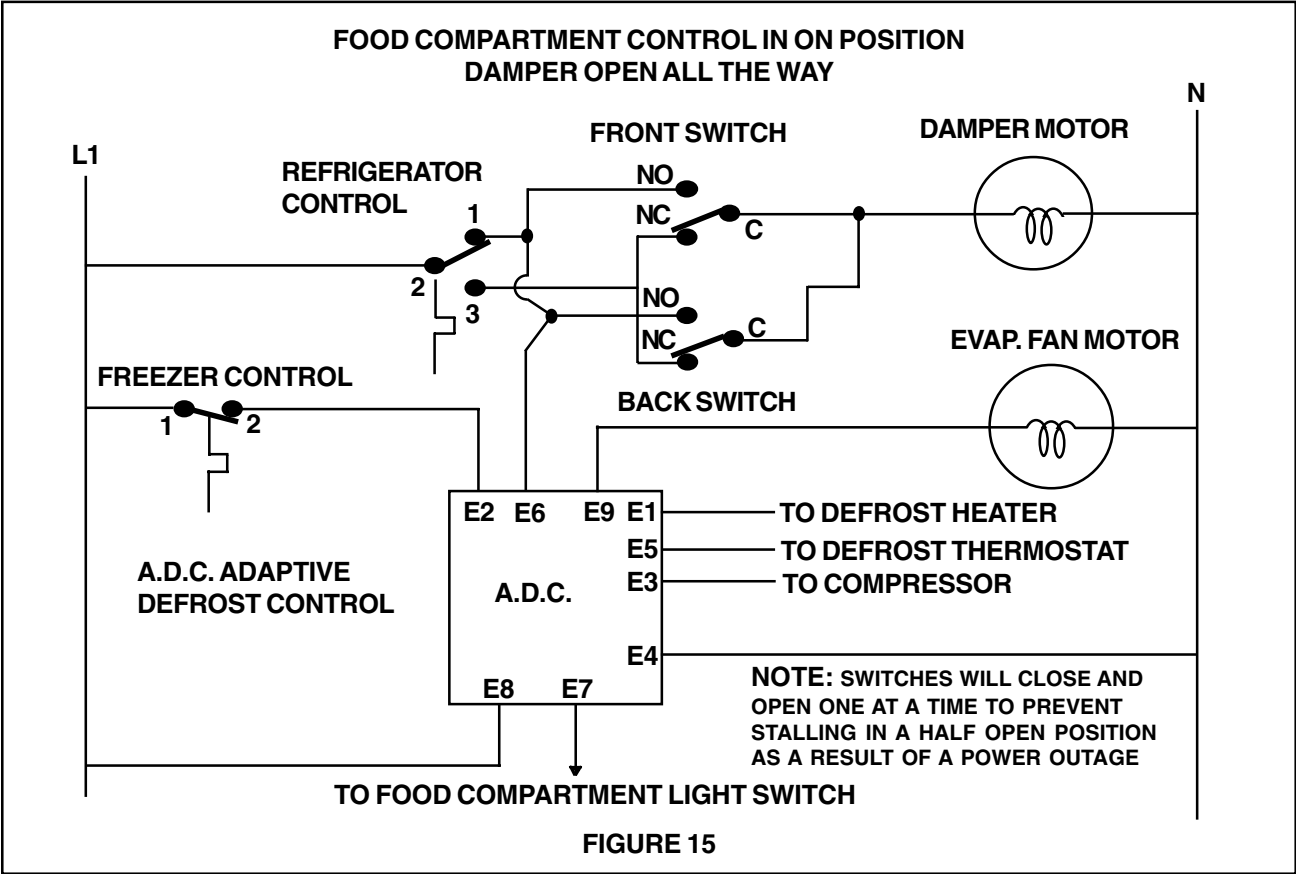 FOOD COMPARTMENT CONTROL IN ON POSITION
DAMPER OPEN ALL THE WAY
N
L1
FRONT SWITCH
DAMPER MOTOR
REFRIGERATOR
CONTROL
NO
1
NC
C
2
3
NO
C
NC
EVAP. FAN MOTOR
FREEZER CONTROL
1
2
BACK SWITCH
E2 E6 E9 E1
TO DEFROST HEATER
E5
TO DEFROST THERMOSTAT
E3
TO COMPRESSOR
A.D.C. ADAPTIVE
DEFROST CONTROL
A.D.C.
E4
E8 E7
NOTE: SWITCHES WILL CLOSE AND
OPEN ONE AT A TIME TO PREVENT
STALLING IN A HALF OPEN POSITION
AS A RESULT OF A POWER OUTAGE
TO FOOD COMPARTMENT LIGHT SWITCH
FIGURE 15